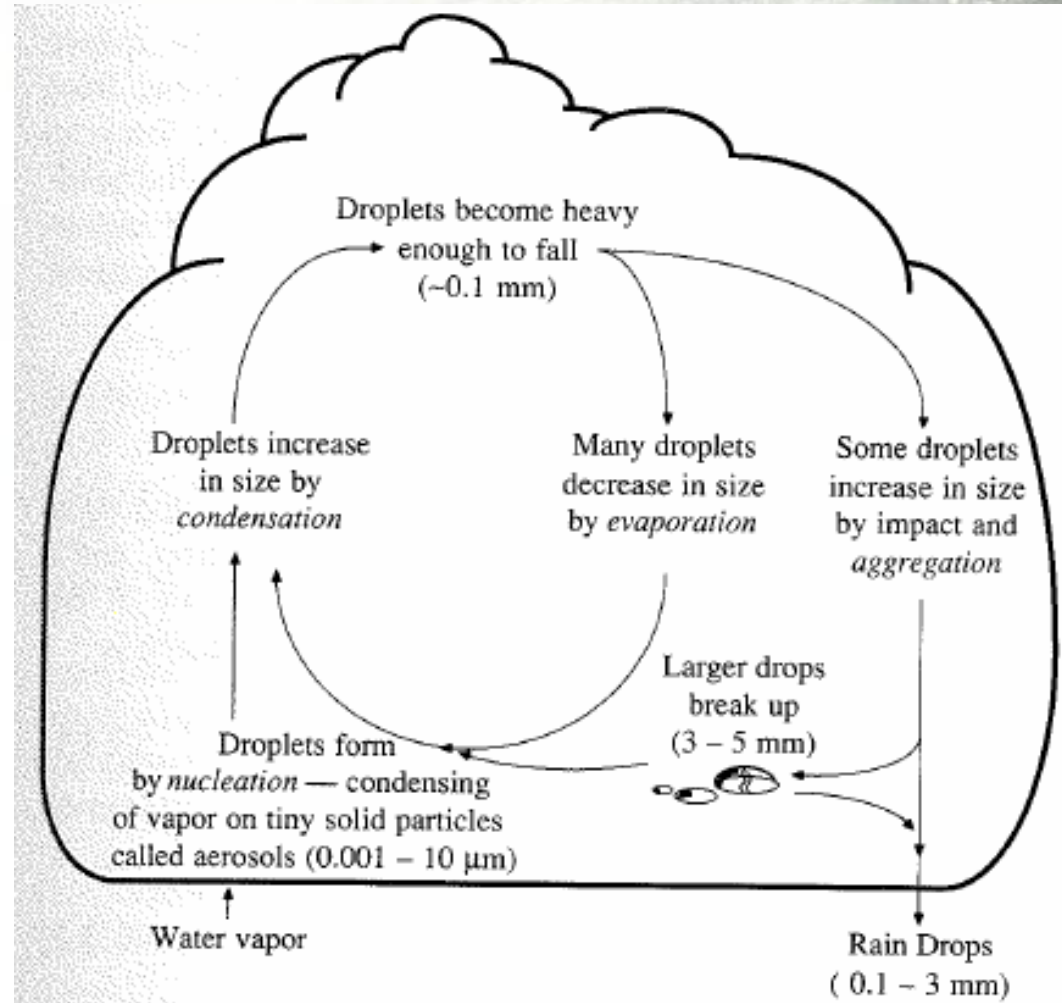 Droplets become heavy
enough to fall
(~0.1 mm)
Droplets increase
in size by
condensation
Many droplets
decrease in size
by evaporation
Some droplets
increase in size
by impact and
aggregation
Larger drops
break up
(3 – 5 mm)
Droplets form
by nucleation — condensing
of vapor on tiny solid particles
called aerosols (0.001 – 10 μm)
Water vapor
Rain Drops
( 0.1 – 3 mm)